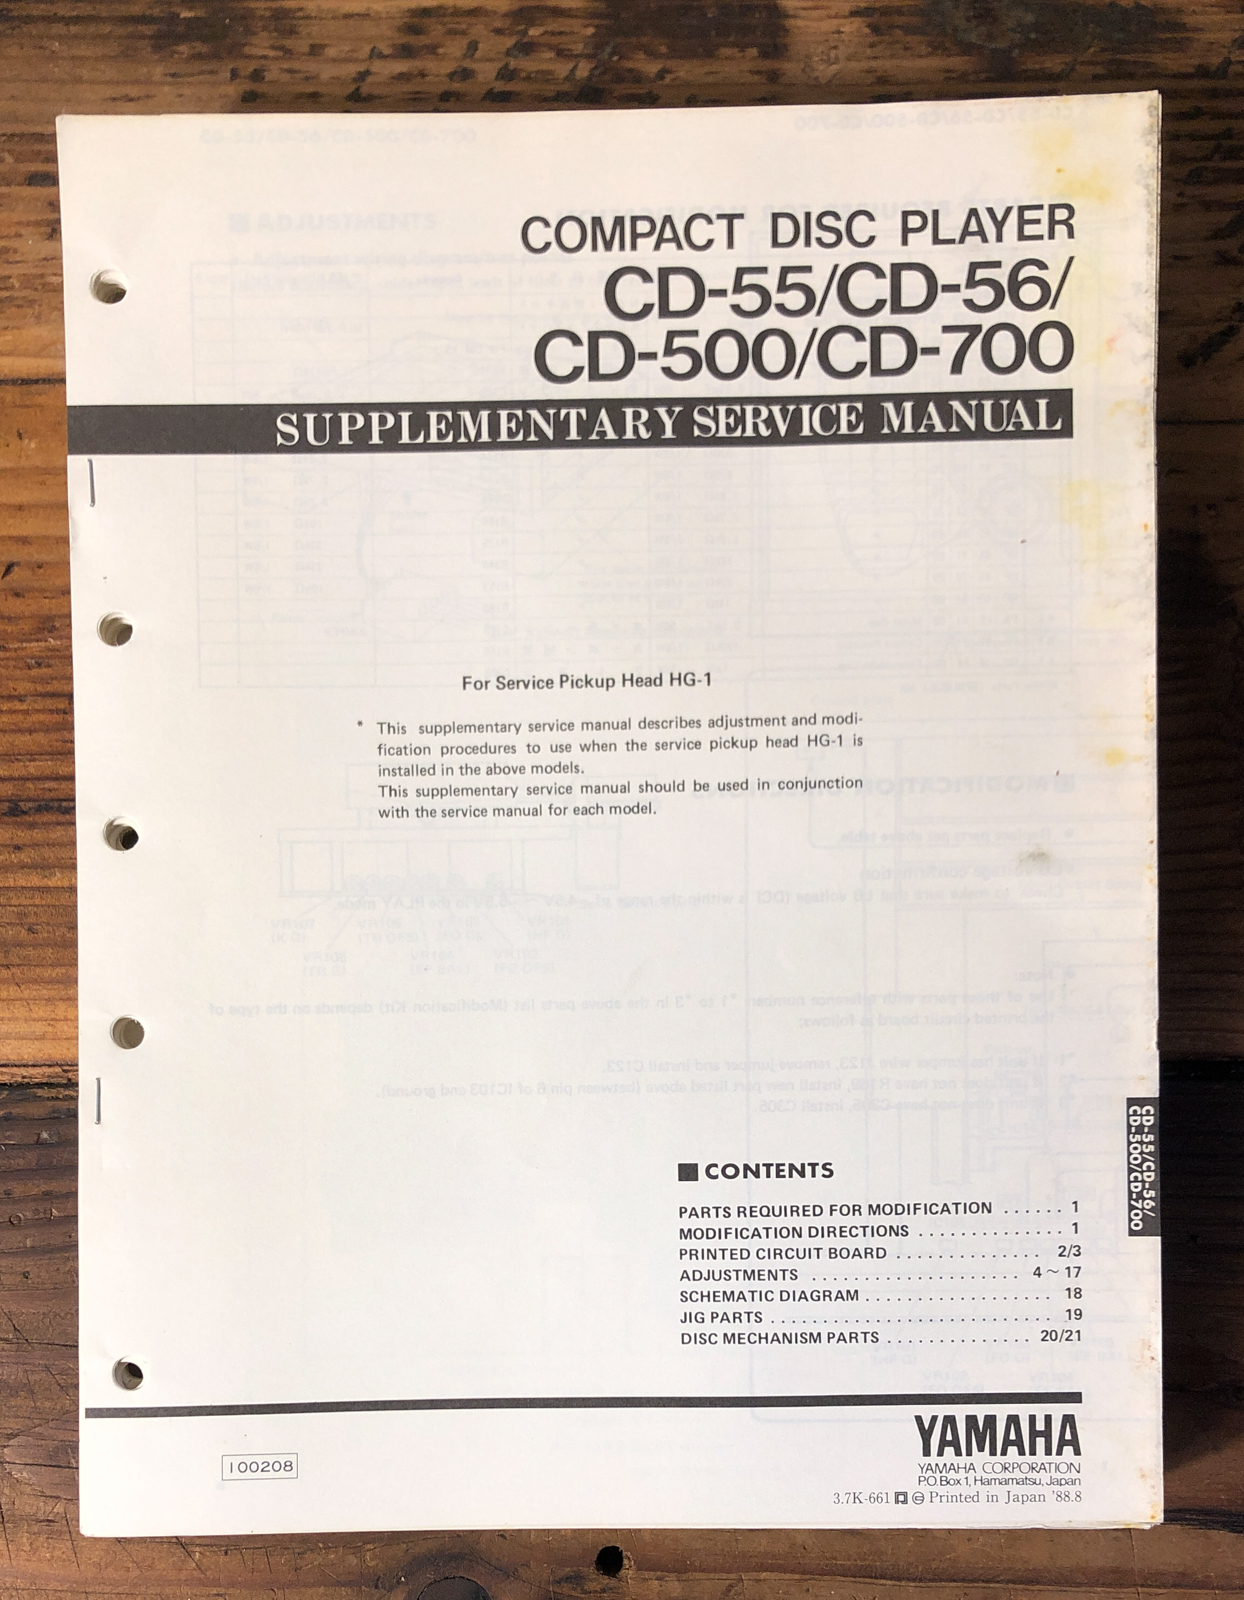 COMPACT DISC PLAYER
CD-55/CD-56/
CD-500/CD-700
SUPPLEMENTARY SERVICE MANUAL
For Service Pickup Head HG-1
* This supplementary service manual describes adjustment and modi-
fication procedures to use when the service pickup head HG-1 is
installed in the above models.
This supplementary service manual should be used in conjunction
with the service manual for each model.
CD-55/CD-56/
CD-500/CD-700
■ CONTENTS
PARTS REQUIRED FOR MODIFICATION ...... 1
MODIFICATION DIRECTIONS .............. 1
PRINTED CIRCUIT BOARD .............. 2/3
ADJUSTMENTS .................... 4 ~ 17
SCHEMATIC DIAGRAM .................. 18
JIG PARTS ........................... 19
DISC MECHANISM PARTS ............. 20/21
YAMAHA
YAMAHA CORPORATION
P.O.Box 1, Hamamatsu, Japan
100208
3.7K-661 Printed in Japan '88.8